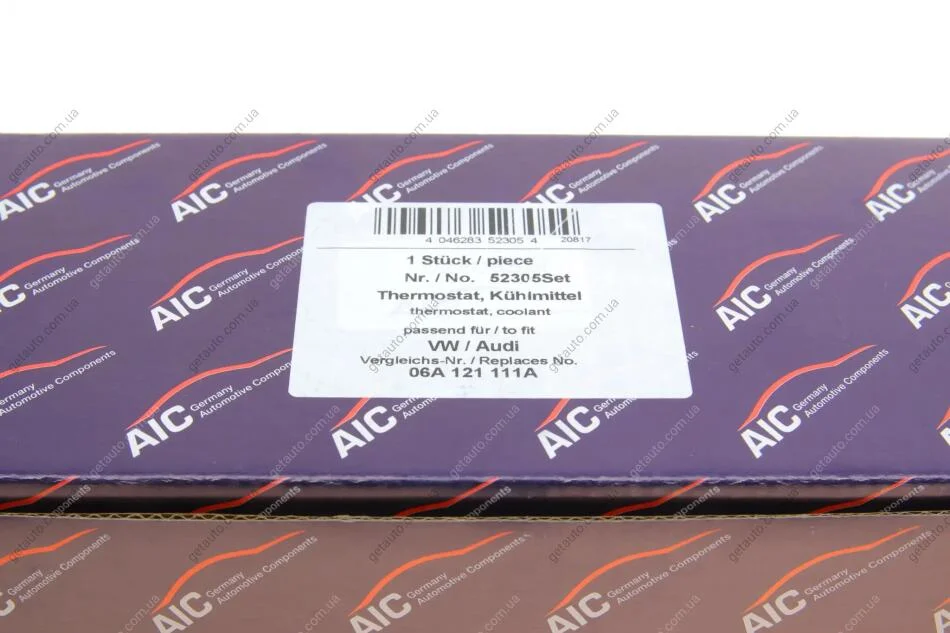 4 046283 52305 4 20817
1 Stück / piece
Nr. / No. 52305Set
Thermostat, Kühlmittel
thermostat, coolant
passend für / to fit
VW / Audi
Vergleichs-Nr. / Replaces No.
06A 121 111A
AIC Germany
Automotive Components
getauto.com.ua